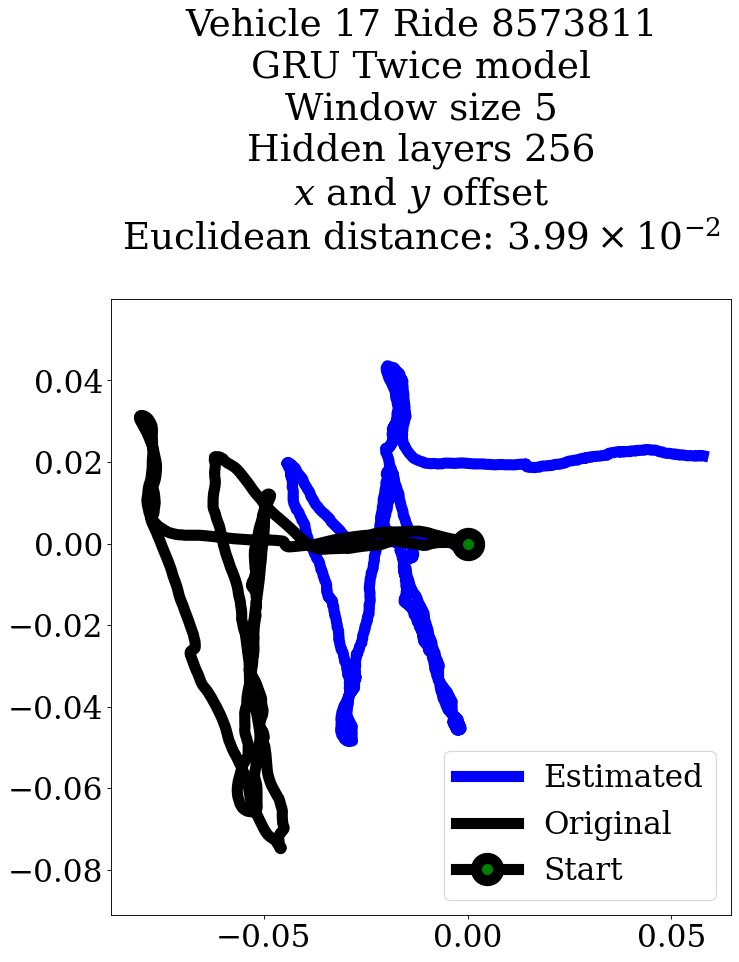 Vehicle 17 Ride 8573811
GRU Twice model
Window size 5
Hidden layers 256
x and y offset
Euclidean distance: 3.99 × 10⁻²
0.04
0.02
0.00
−0.02
−0.04
−0.06
−0.08
Estimated
Original
Start
−0.05
0.00
0.05